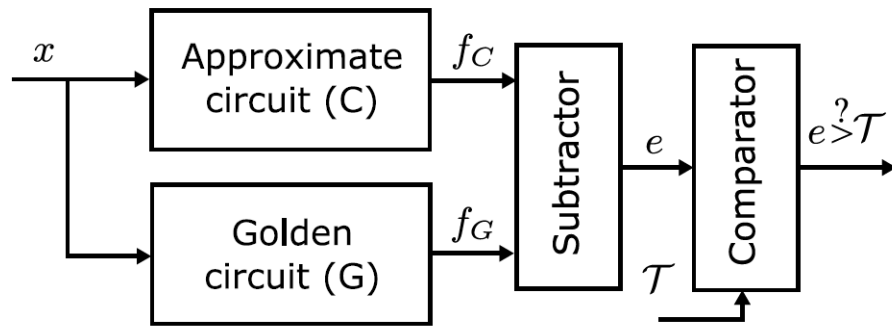 x
Approximate
circuit (C)
f_C
Golden
circuit (G)
f_G
Subtractor
e
Comparator
e >^? 𝒯
𝒯